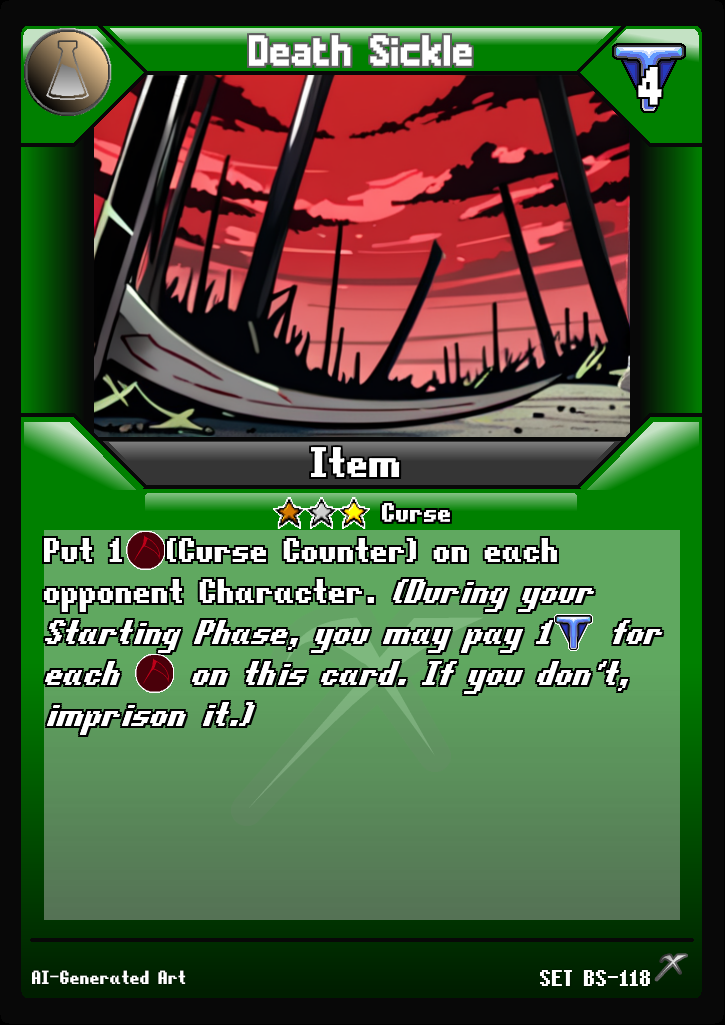 Death Sickle
4
Item
Curse
Put 1 (Curse Counter) on each
opponent Character. (During your
Starting Phase, you may pay 1T for
each on this card. If you don't,
imprison it.)
AI-Generated Art
SET BS-118